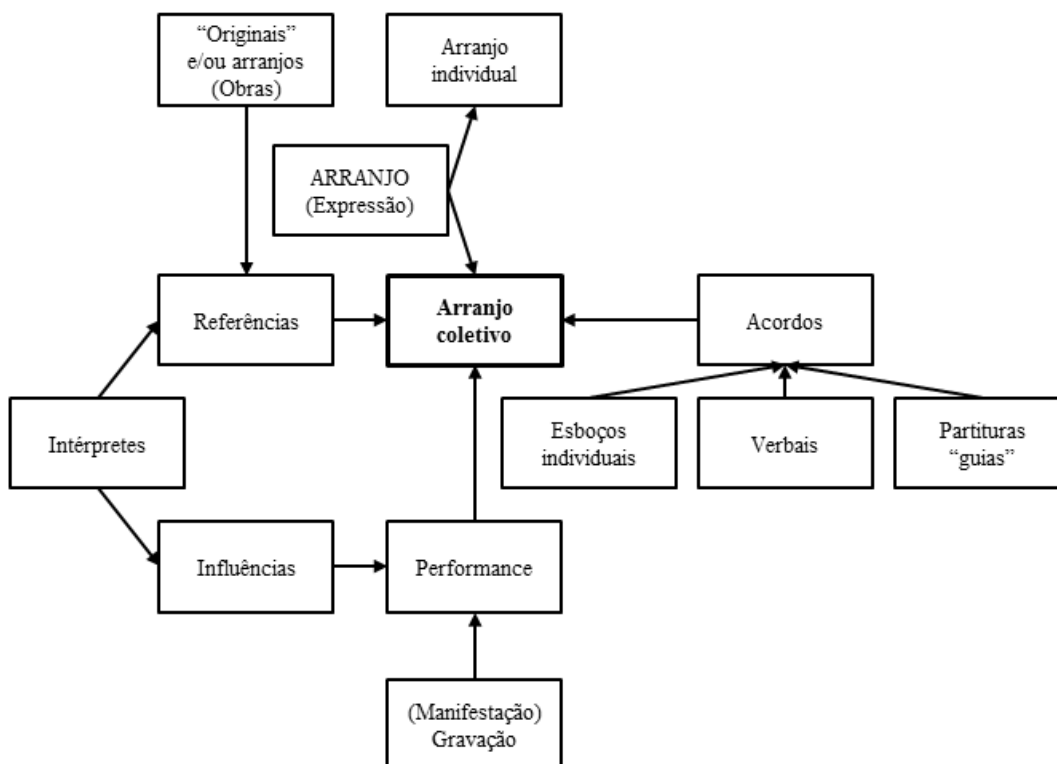 “Originais”
e/ou arranjos
(Obras)
Arranjo
individual
ARRANJO
(Expressão)
Referências
Arranjo
coletivo
Acordos
Intérpretes
Esboços
individuais
Verbais
Partituras
“guias”
Influências
Performance
(Manifestação)
Gravação